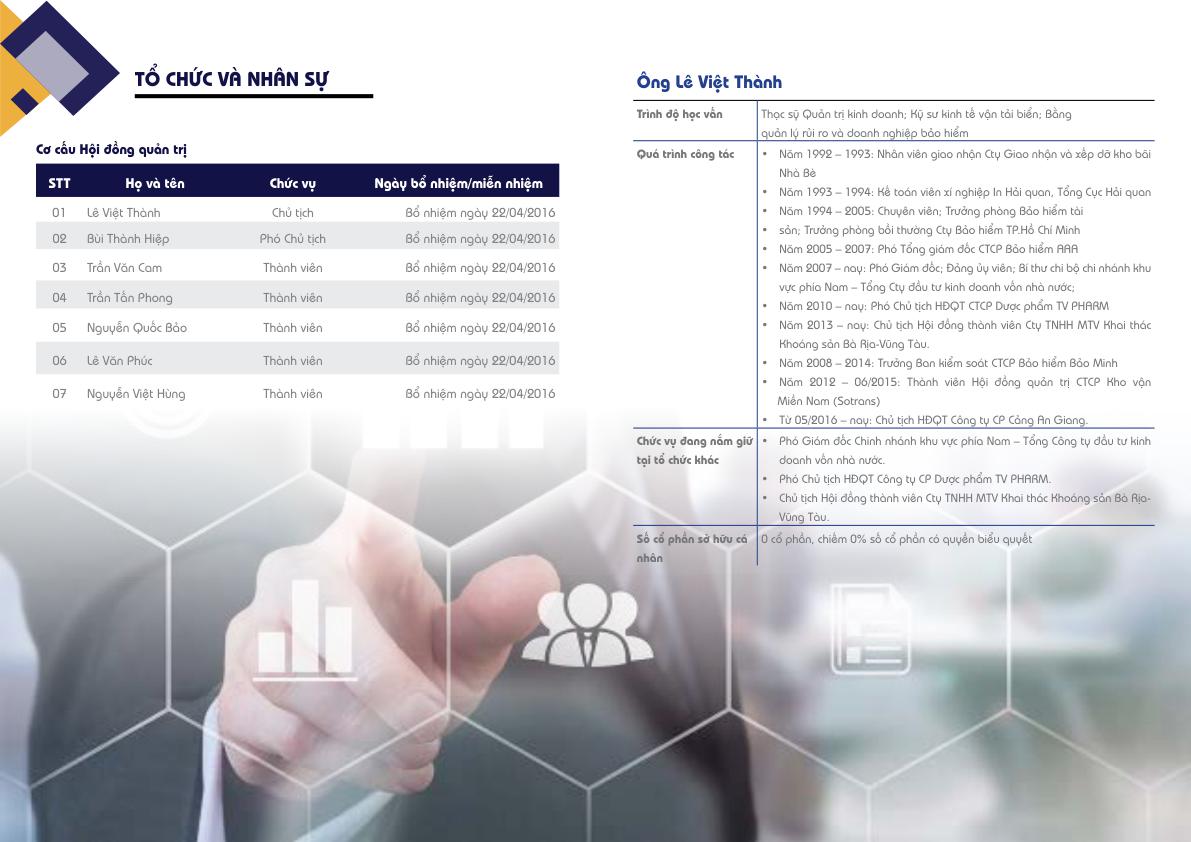 TỔ CHỨC VÀ NHÂN SỰ
Cơ cấu Hội đồng quản trị
STT Họ và tên Chức vụ Ngày bổ nhiệm/miễn nhiệm
01 Lê Việt Thành Chủ tịch Bổ nhiệm ngày 22/04/2016
02 Bùi Thành Hiệp Phó Chủ tịch Bổ nhiệm ngày 22/04/2016
03 Trần Văn Cam Thành viên Bổ nhiệm ngày 22/04/2016
04 Trần Tấn Phong Thành viên Bổ nhiệm ngày 22/04/2016
05 Nguyễn Quốc Bảo Thành viên Bổ nhiệm ngày 22/04/2016
06 Lê Văn Phúc Thành viên Bổ nhiệm ngày 22/04/2016
07 Nguyễn Việt Hùng Thành viên Bổ nhiệm ngày 22/04/2016
Ông Lê Việt Thành
Trình độ học vấn Thạc sỹ Quản trị kinh doanh; Kỹ sư kinh tế vận tải biển; Bằng
quản lý rủi ro và doanh nghiệp bảo hiểm
Quá trình công tác • Năm 1992 – 1993: Nhân viên giao nhận Cty Giao nhận và xếp dỡ kho bãi
Nhà Bè
• Năm 1993 – 1994: Kế toán viên xí nghiệp In Hải quan, Tổng Cục Hải quan
• Năm 1994 – 2005: Chuyên viên; Trưởng phòng Bảo hiểm tài
• sản; Trưởng phòng bồi thường Cty Bảo hiểm TP.Hồ Chí Minh
• Năm 2005 – 2007: Phó Tổng giám đốc CTCP Bảo hiểm AAA
• Năm 2007 – nay: Phó Giám đốc; Đảng ủy viên; Bí thư chi bộ chi nhánh khu
vực phía Nam – Tổng Cty đầu tư kinh doanh vốn nhà nước;
• Năm 2010 – nay: Phó Chủ tịch HĐQT CTCP Dược phẩm TV PHARM
• Năm 2013 – nay: Chủ tịch Hội đồng thành viên Cty TNHH MTV Khai thác
Khoáng sản Bà Rịa-Vũng Tàu.
• Năm 2008 – 2014: Trưởng Ban kiểm soát CTCP Bảo hiểm Bảo Minh
• Năm 2012 – 06/2015: Thành viên Hội đồng quản trị CTCP Kho vận
Miền Nam (Sotrans)
• Từ 05/2016 – nay: Chủ tịch HĐQT Công ty CP Cảng An Giang.
Chức vụ đang nắm giữ • Phó Giám đốc Chinh nhánh khu vực phía Nam – Tổng Công ty đầu tư kinh
tại tổ chức khác doanh vốn nhà nước.
• Phó Chủ tịch HĐQT Công ty CP Dược phẩm TV PHARM.
• Chủ tịch Hội đồng thành viên Cty TNHH MTV Khai thác Khoáng sản Bà Rịa-
Vũng Tàu.
Số cổ phần sở hữu cá 0 cổ phần, chiếm 0% số cổ phần có quyền biểu quyết
nhân